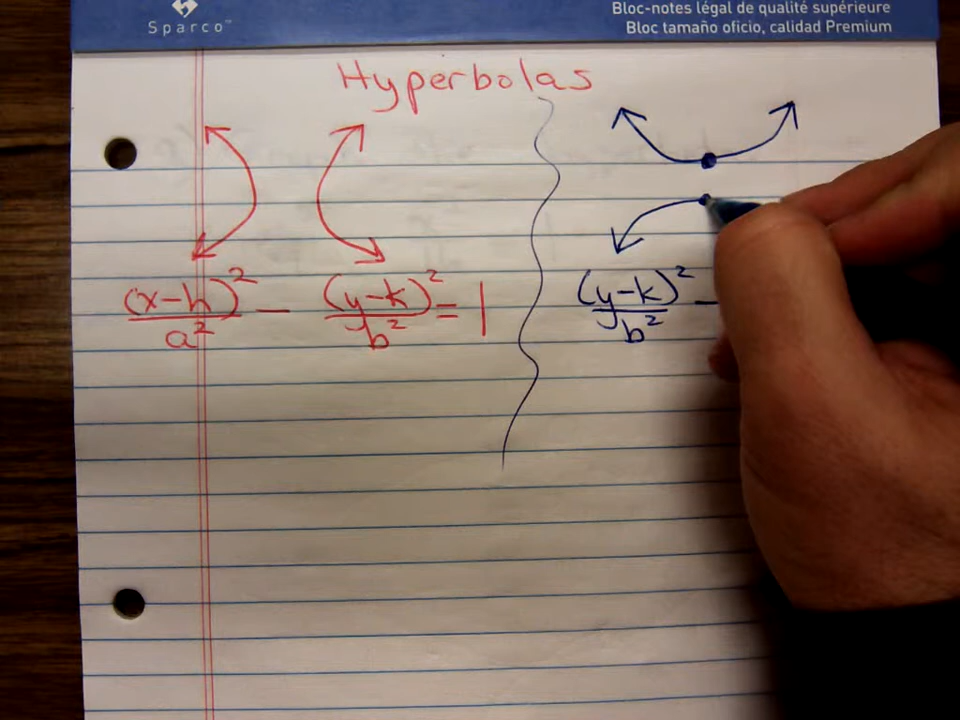 Bloc-notes légal de qualité supérieure
Sparco™ Bloc tamaño oficio, calidad Premium
Hyperbolas
(x-h)²/a² - (y-k)²/b² = 1
(y-k)²/b² -